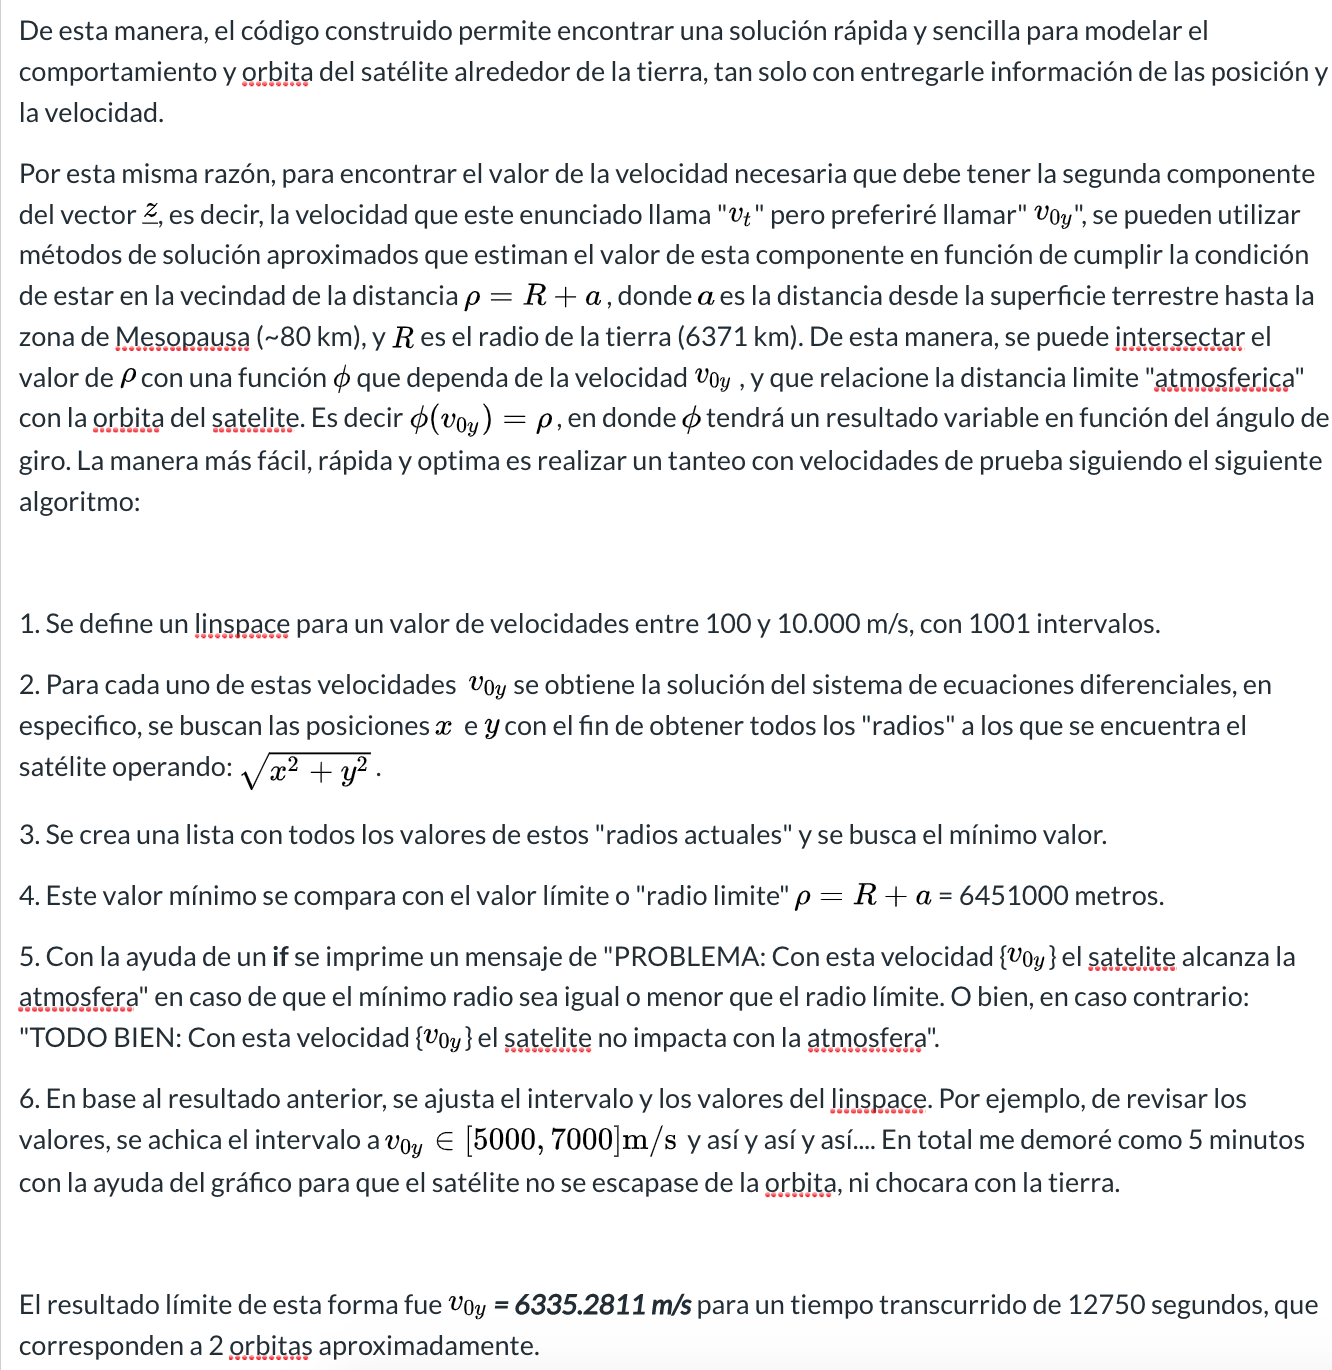 De esta manera, el código construido permite encontrar una solución rápida y sencilla para modelar el
comportamiento y orbita del satélite alrededor de la tierra, tan solo con entregarle información de las posición y
la velocidad.
Por esta misma razón, para encontrar el valor de la velocidad necesaria que debe tener la segunda componente
del vector z, es decir, la velocidad que este enunciado llama "v_t" pero preferiré llamar" v_{0y}", se pueden utilizar
métodos de solución aproximados que estiman el valor de esta componente en función de cumplir la condición
de estar en la vecindad de la distancia ρ = R + a, donde a es la distancia desde la superficie terrestre hasta la
zona de Mesopausa (~80 km), y R es el radio de la tierra (6371 km). De esta manera, se puede intersectar el
valor de ρ con una función ϕ que dependa de la velocidad v_{0y} , y que relacione la distancia limite "atmosferica"
con la orbita del satelite. Es decir ϕ(v_{0y}) = ρ, en donde ϕ tendrá un resultado variable en función del ángulo de
giro. La manera más fácil, rápida y optima es realizar un tanteo con velocidades de prueba siguiendo el siguiente
algoritmo:
1. Se define un linspace para un valor de velocidades entre 100 y 10.000 m/s, con 1001 intervalos.
2. Para cada uno de estas velocidades v_{0y} se obtiene la solución del sistema de ecuaciones diferenciales, en
especifico, se buscan las posiciones x e y con el fin de obtener todos los "radios" a los que se encuentra el
satélite operando: √(x² + y²) .
3. Se crea una lista con todos los valores de estos "radios actuales" y se busca el mínimo valor.
4. Este valor mínimo se compara con el valor límite o "radio limite" ρ = R + a = 6451000 metros.
5. Con la ayuda de un if se imprime un mensaje de "PROBLEMA: Con esta velocidad {v_{0y}} el satelite alcanza la
atmosfera" en caso de que el mínimo radio sea igual o menor que el radio límite. O bien, en caso contrario:
"TODO BIEN: Con esta velocidad {v_{0y}} el satelite no impacta con la atmosfera".
6. En base al resultado anterior, se ajusta el intervalo y los valores del linspace. Por ejemplo, de revisar los
valores, se achica el intervalo a v_{0y} ∈ [5000, 7000]m/s y así y así y así.... En total me demoré como 5 minutos
con la ayuda del gráfico para que el satélite no se escapase de la orbita, ni chocara con la tierra.
El resultado límite de esta forma fue v_{0y} = 6335.2811 m/s para un tiempo transcurrido de 12750 segundos, que
corresponden a 2 orbitas aproximadamente.